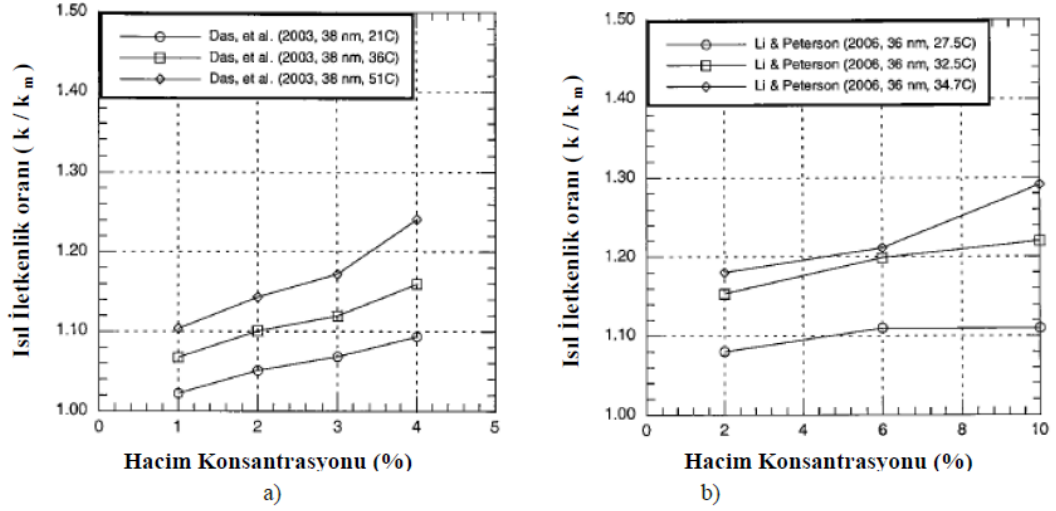 1.50
1.40
1.30
1.20
1.10
1.00
Isıl İletkenlik oranı ( k / k m )
Das, et al. (2003, 38 nm, 21C)
Das, et al. (2003, 38 nm, 36C)
Das, et al. (2003, 38 nm, 51C)
0 1 2 3 4 5
Hacim Konsantrasyonu (%)
a)
1.50
1.40
1.30
1.20
1.10
1.00
Isıl İletkenlik oranı ( k / k m )
Li & Peterson (2006, 36 nm, 27.5C)
Li & Peterson (2006, 36 nm, 32.5C)
Li & Peterson (2006, 36 nm, 34.7C)
0 2 4 6 8 10
Hacim Konsantrasyonu (%)
b)